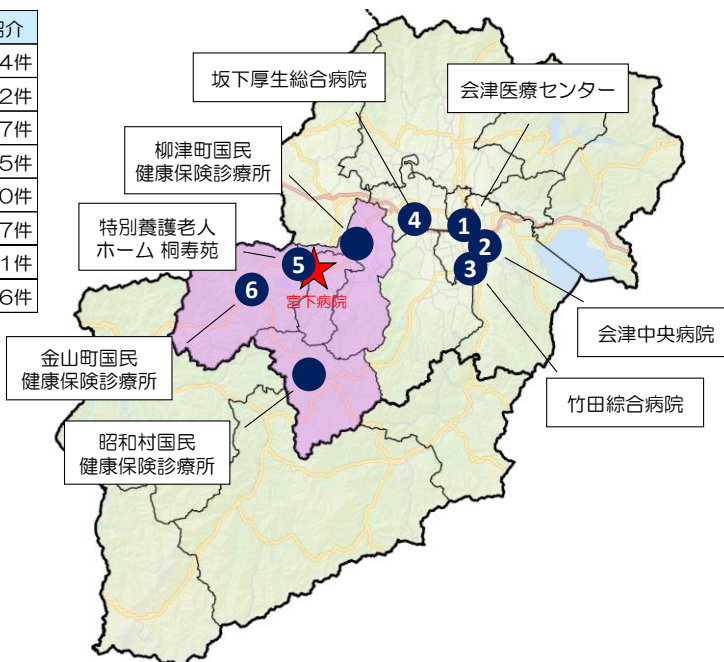 介
4件
2件
7件
5件
0件
7件
1件
6件
坂下厚生総合病院
会津医療センター
柳津町国民
健康保険診療所
特別養護老人
ホーム 桐寿苑
4
1
2
3
5
6
宮下病院
会津中央病院
金山町国民
健康保険診療所
竹田綜合病院
昭和村国民
健康保険診療所